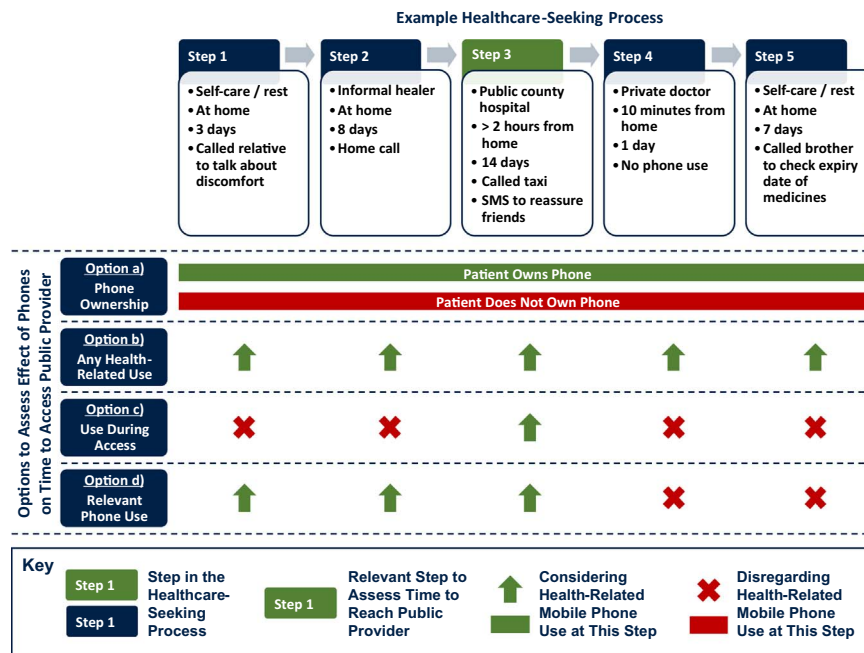 Example Healthcare-Seeking Process
Step 1
Step 2
Step 3
Step 4
Step 5
• Self-care / rest
• At home
• 3 days
• Called relative
to talk about
discomfort
• Informal healer
• At home
• 8 days
• Home call
• Public county
hospital
• > 2 hours from
home
• 14 days
• Called taxi
• SMS to reassure
friends
• Private doctor
• 10 minutes from
home
• 1 day
• No phone use
• Self-care / rest
• At home
• 7 days
• Called brother
to check expiry
date of
medicines
Options to Assess Effect of Phones
on Time to Access Public Provider
Option a)
Phone
Ownership
Patient Owns Phone
Patient Does Not Own Phone
Option b)
Any Health-
Related Use
Option c)
Use During
Access
Option d)
Relevant
Phone Use
Key
Step 1
Step 1
Step in the
Healthcare-
Seeking
Process
Step 1
Relevant Step to
Assess Time to
Reach Public
Provider
Considering
Health-Related
Mobile Phone
Use at This Step
Disregarding
Health-Related
Mobile Phone
Use at This Step